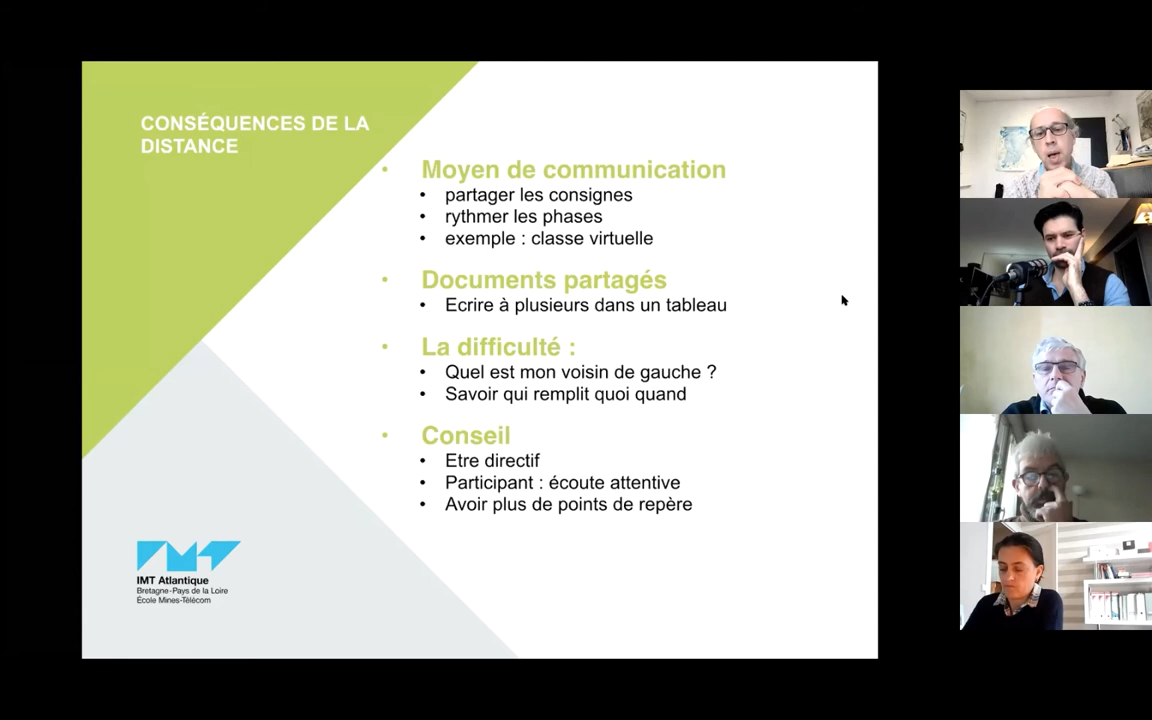 CONSÉQUENCES DE LA
DISTANCE
• Moyen de communication
• partager les consignes
• rythmer les phases
• exemple : classe virtuelle
• Documents partagés
• Ecrire à plusieurs dans un tableau
• La difficulté :
• Quel est mon voisin de gauche ?
• Savoir qui remplit quoi quand
• Conseil
• Etre directif
• Participant : écoute attentive
• Avoir plus de points de repère
IMT Atlantique
Bretagne-Pays de la Loire
École Mines-Télécom